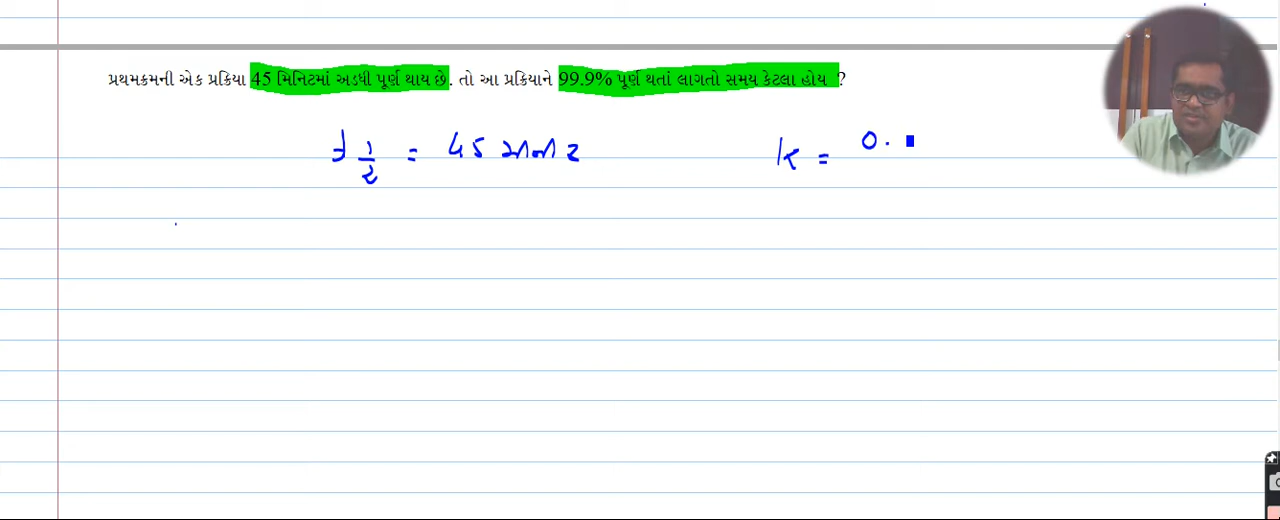 પ્રથમક્રમની એક પ્રક્રિયા 45 મિનિટમાં અડધી પૂર્ણ થાય છે. તો આ પ્રક્રિયાને 99.9% પૂર્ણ થતાં લાગતો સમય કેટલા હોય ?
t 1/2 = 45 k = 0.